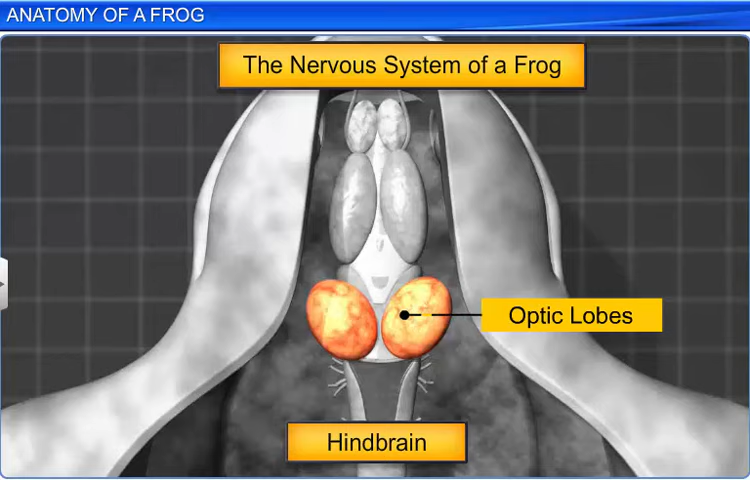 ANATOMY OF A FROG
The Nervous System of a Frog
Optic Lobes
Hindbrain